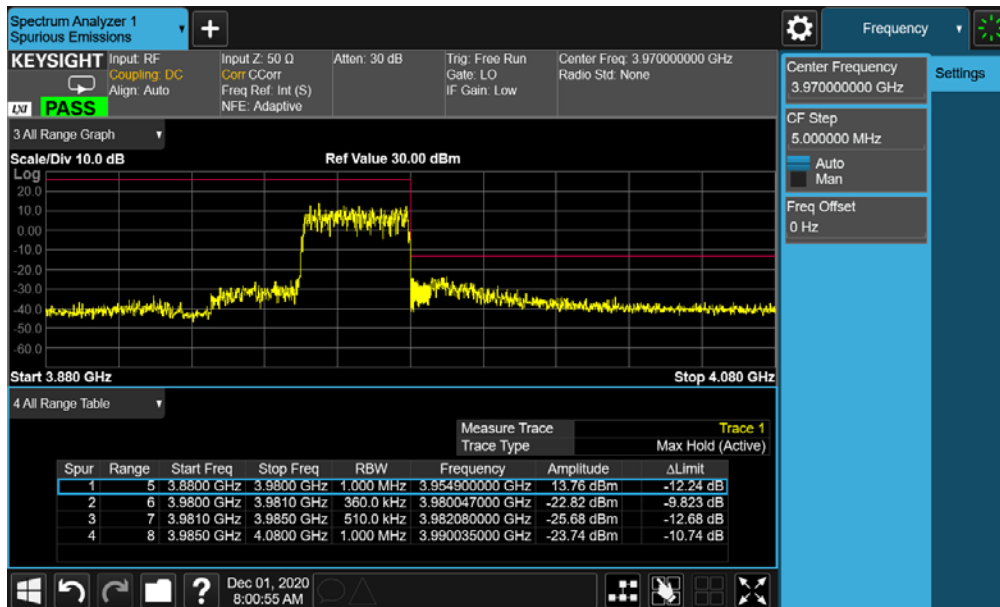 Spectrum Analyzer 1
Spurious Emissions
Frequency
KEYSIGHT Input: RF Input Z: 50 Ω Atten: 30 dB Trig: Free Run Center Freq: 3.970000000 GHz
Coupling: DC Corr CCorr Gate: LO Radio Std: None
Align: Auto Freq Ref: Int (S) IF Gain: Low
LXI PASS NFE: Adaptive
Center Frequency
3.970000000 GHz
Settings
CF Step
5.000000 MHz
Auto
Man
Freq Offset
0 Hz
3 All Range Graph
Scale/Div 10.0 dB Ref Value 30.00 dBm
Log
20.0
10.0
0.00
-10.0
-20.0
-30.0
-40.0
-50.0
-60.0
Start 3.880 GHz Stop 4.080 GHz
4 All Range Table
Measure Trace Trace 1
Trace Type Max Hold (Active)
Spur Range Start Freq Stop Freq RBW Frequency Amplitude ΔLimit
1 5 3.8800 GHz 3.9800 GHz 1.000 MHz 3.954900000 GHz 13.76 dBm -12.24 dB
2 6 3.9800 GHz 3.9810 GHz 360.0 kHz 3.980047000 GHz -22.82 dBm -9.823 dB
3 7 3.9810 GHz 3.9850 GHz 510.0 kHz 3.982080000 GHz -25.68 dBm -12.68 dB
4 8 3.9850 GHz 4.0800 GHz 1.000 MHz 3.990035000 GHz -23.74 dBm -10.74 dB
Dec 01, 2020
8:00:55 AM